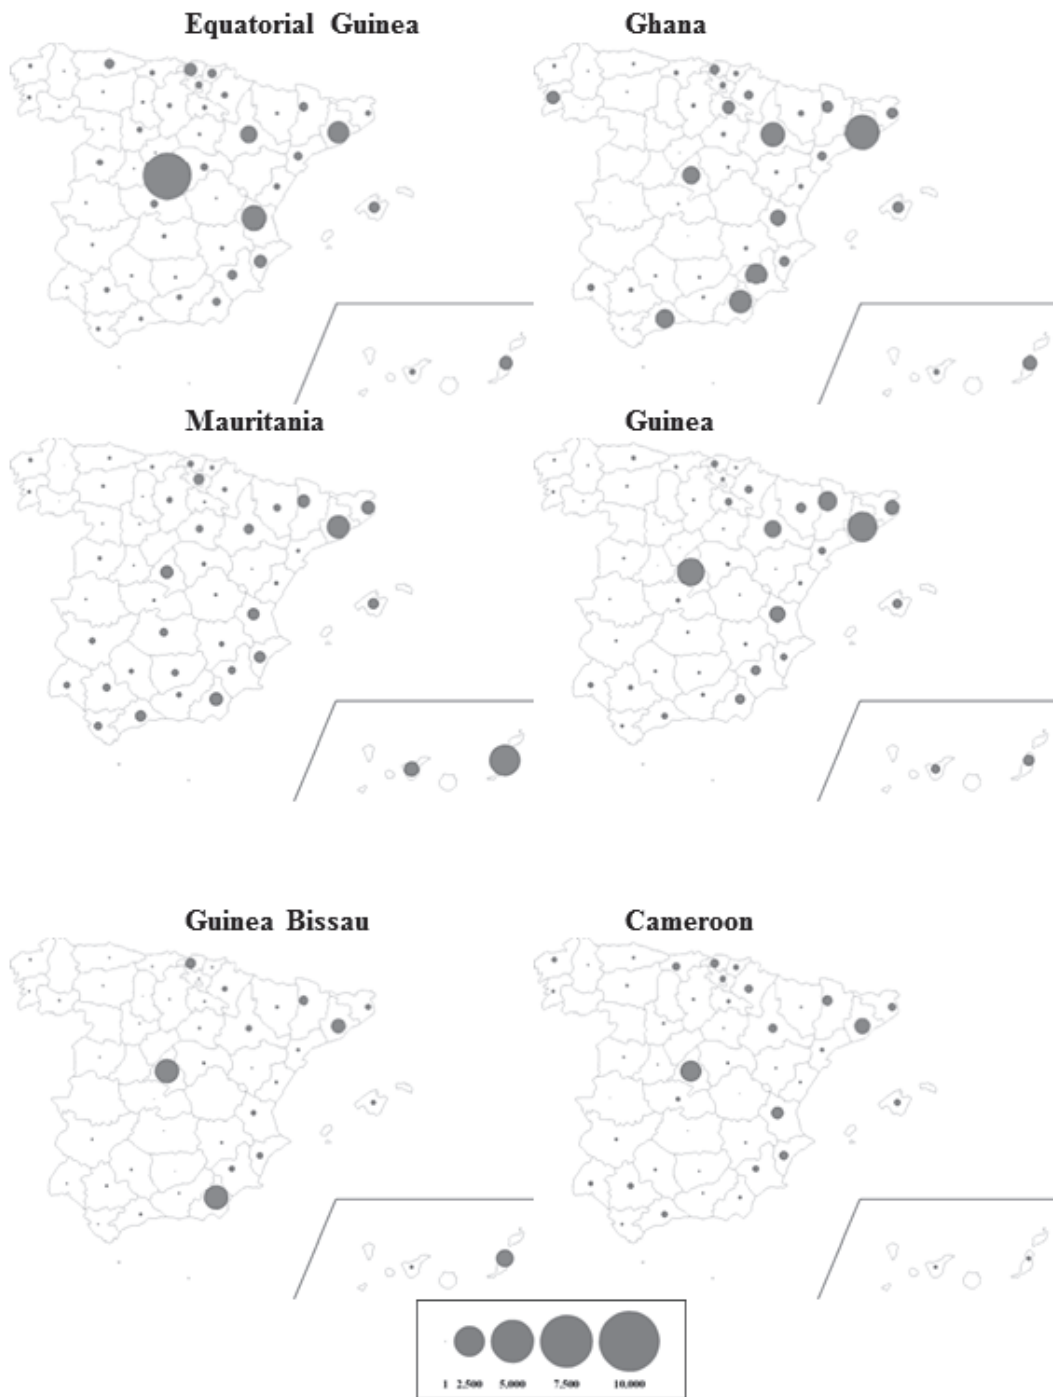 Equatorial Guinea
Ghana
Mauritania
Guinea
Guinea Bissau
Cameroon
1 2,500 5,000 7,500 10,000